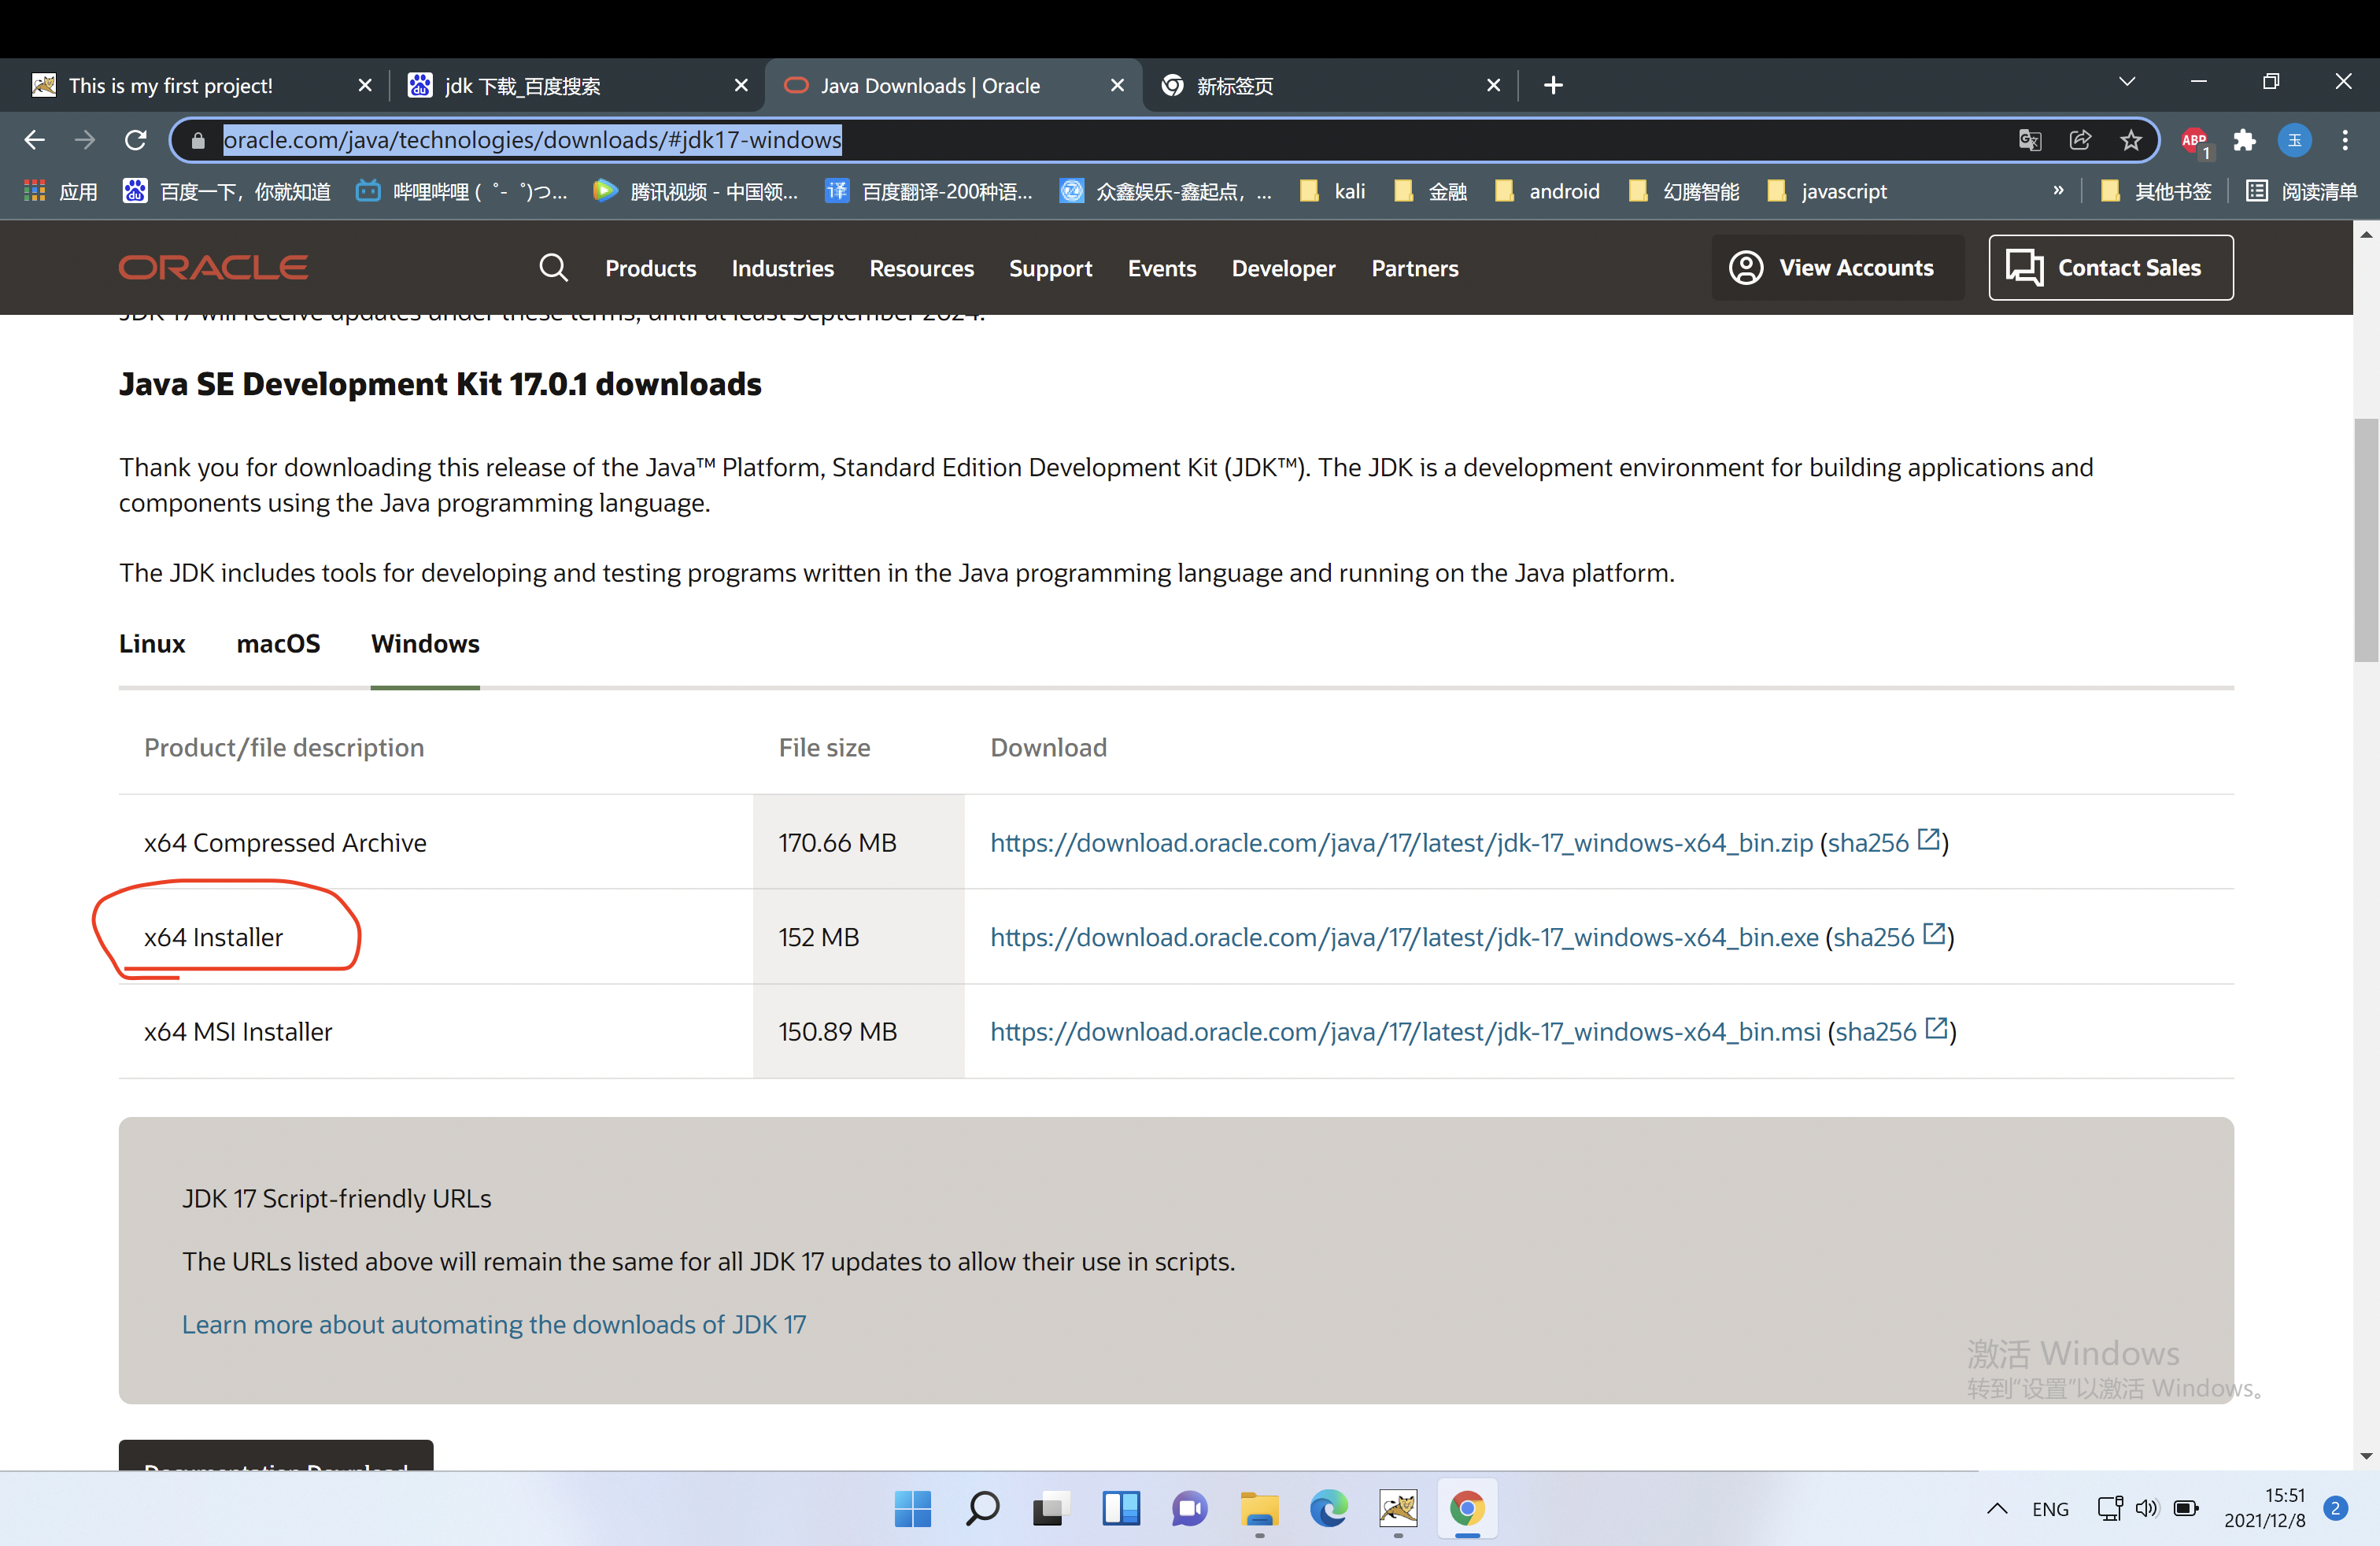 This is my first project!
jdk 下载_百度搜索
Java Downloads | Oracle
新标签页
oracle.com/java/technologies/downloads/#jdk17-windows
ABP
1
玉
应用
百度一下，你就知道
哔哩哔哩 ( ゜- ゜)つ...
腾讯视频 - 中国领...
译
百度翻译-200种语...
众鑫娱乐-鑫起点，...
kali
金融
android
幻腾智能
javascript
»
其他书签
阅读清单
ORACLE
Products
Industries
Resources
Support
Events
Developer
Partners
View Accounts
Contact Sales
JDK 17 will receive updates under these terms, until at least September 2024.
Java SE Development Kit 17.0.1 downloads
Thank you for downloading this release of the Java™ Platform, Standard Edition Development Kit (JDK™). The JDK is a development environment for building applications and
components using the Java programming language.
The JDK includes tools for developing and testing programs written in the Java programming language and running on the Java platform.
Linux
macOS
Windows
Product/file description
File size
Download
x64 Compressed Archive
170.66 MB
https://download.oracle.com/java/17/latest/jdk-17_windows-x64_bin.zip (sha256 )
x64 Installer
152 MB
https://download.oracle.com/java/17/latest/jdk-17_windows-x64_bin.exe (sha256 )
x64 MSI Installer
150.89 MB
https://download.oracle.com/java/17/latest/jdk-17_windows-x64_bin.msi (sha256 )
JDK 17 Script-friendly URLs
The URLs listed above will remain the same for all JDK 17 updates to allow their use in scripts.
Learn more about automating the downloads of JDK 17
激活 Windows
转到"设置"以激活 Windows。
Documentation Download
ENG
15:51
2021/12/8
2